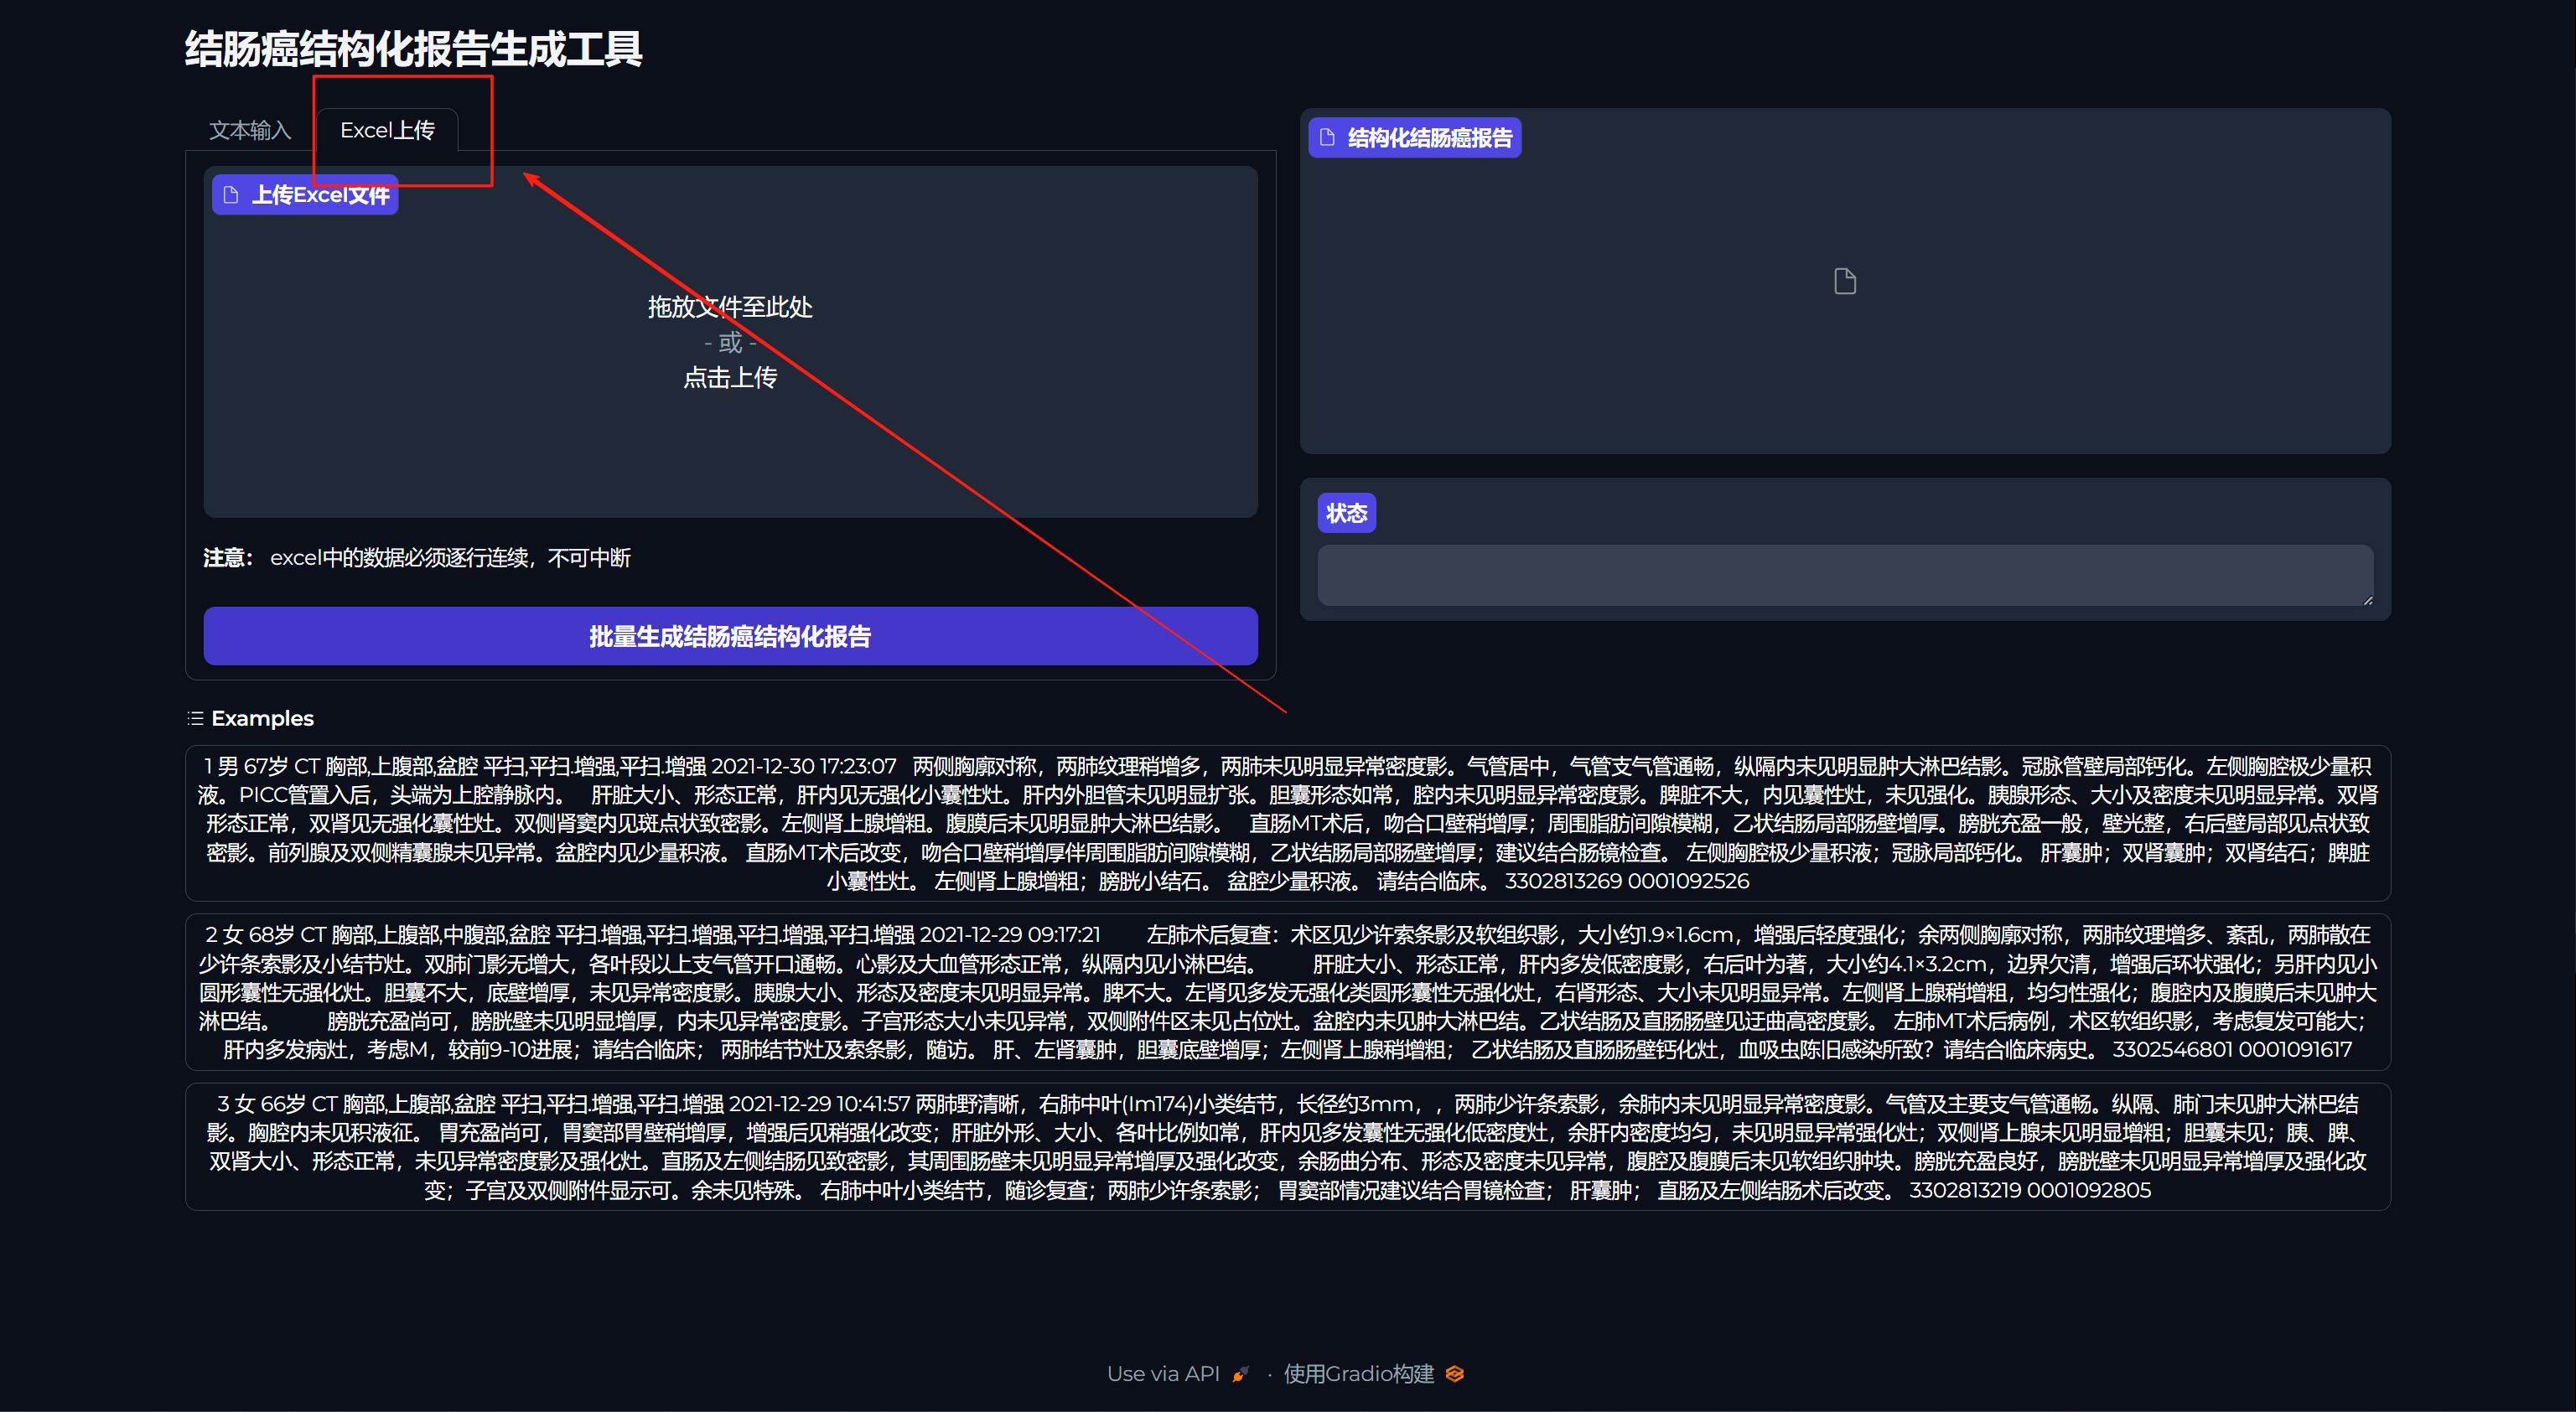 结肠癌结构化报告生成工具
文本输入
Excel上传
上传Excel文件
拖放文件至此处
- 或 -
点击上传
注意： excel中的数据必须逐行连续，不可中断
批量生成结肠癌结构化报告
结构化结肠癌报告
状态
Examples
1 男 67岁 CT 胸部,上腹部,盆腔 平扫,平扫.增强,平扫.增强 2021-12-30 17:23:07 两侧胸廓对称，两肺纹理稍增多，两肺未见明显异常密度影。气管居中，气管支气管通畅，纵隔内未见明显肿大淋巴结影。冠脉管壁局部钙化。左侧胸腔极少量积
液。PICC管置入后，头端为上腔静脉内。 肝脏大小、形态正常，肝内见无强化小囊性灶。肝内外胆管未见明显扩张。胆囊形态如常，腔内未见明显异常密度影。脾脏不大，内见囊性灶，未见强化。胰腺形态、大小及密度未见明显异常。双肾
形态正常，双肾见无强化囊性灶。双侧肾窦内见斑点状致密影。左侧肾上腺增粗。腹膜后未见明显肿大淋巴结影。 直肠MT术后，吻合口壁稍增厚；周围脂肪间隙模糊，乙状结肠局部肠壁增厚。膀胱充盈一般，壁光整，右后壁局部见点状致
密影。前列腺及双侧精囊腺未见异常。盆腔内见少量积液。 直肠MT术后改变，吻合口壁稍增厚伴周围脂肪间隙模糊，乙状结肠局部肠壁增厚；建议结合肠镜检查。 左侧胸腔极少量积液；冠脉局部钙化。 肝囊肿；双肾囊肿；双肾结石；脾脏
小囊性灶。 左侧肾上腺增粗；膀胱小结石。 盆腔少量积液。 请结合临床。 3302813269 0001092526
2 女 68岁 CT 胸部,上腹部,中腹部,盆腔 平扫.增强,平扫.增强,平扫.增强,平扫.增强 2021-12-29 09:17:21 左肺术后复查：术区见少许索条影及软组织影，大小约1.9×1.6cm，增强后轻度强化；余两侧胸廓对称，两肺纹理增多、紊乱，两肺散在
少许条索影及小结节灶。双肺门影无增大，各叶段以上支气管开口通畅。心影及大血管形态正常，纵隔内见小淋巴结。 肝脏大小、形态正常，肝内多发低密度影，右后叶为著，大小约4.1×3.2cm，边界欠清，增强后环状强化；另肝内见小
圆形囊性无强化灶。胆囊不大，底壁增厚，未见异常密度影。胰腺大小、形态及密度未见明显异常。脾不大。左肾见多发无强化类圆形囊性无强化灶，右肾形态、大小未见明显异常。左侧肾上腺稍增粗，均匀性强化；腹腔内及腹膜后未见肿大
淋巴结。 膀胱充盈尚可，膀胱壁未见明显增厚，内未见异常密度影。子宫形态大小未见异常，双侧附件区未见占位灶。盆腔内未见肿大淋巴结。乙状结肠及直肠肠壁见迂曲高密度影。 左肺MT术后病例，术区软组织影，考虑复发可能大；
肝内多发病灶，考虑M，较前9-10进展；请结合临床； 两肺结节灶及索条影，随访。 肝、左肾囊肿，胆囊底壁增厚；左侧肾上腺稍增粗； 乙状结肠及直肠肠壁钙化灶，血吸虫陈旧感染所致？请结合临床病史。 3302546801 0001091617
3 女 66岁 CT 胸部,上腹部,盆腔 平扫,平扫.增强,平扫.增强 2021-12-29 10:41:57 两肺野清晰，右肺中叶(Im174)小类结节，长径约3mm，，两肺少许条索影，余肺内未见明显异常密度影。气管及主要支气管通畅。纵隔、肺门未见肿大淋巴结
影。胸腔内未见积液征。 胃充盈尚可，胃窦部胃壁稍增厚，增强后见稍强化改变；肝脏外形、大小、各叶比例如常，肝内见多发囊性无强化低密度灶，余肝内密度均匀，未见明显异常强化灶；双侧肾上腺未见明显增粗；胆囊未见；胰、脾、
双肾大小、形态正常，未见异常密度影及强化灶。直肠及左侧结肠见致密影，其周围肠壁未见明显异常增厚及强化改变，余肠曲分布、形态及密度未见异常，腹腔及腹膜后未见软组织肿块。膀胱充盈良好，膀胱壁未见明显异常增厚及强化改
变；子宫及双侧附件显示可。余未见特殊。 右肺中叶小类结节，随诊复查；两肺少许条索影； 胃窦部情况建议结合胃镜检查； 肝囊肿； 直肠及左侧结肠术后改变。 3302813219 0001092805
Use via API · 使用Gradio构建